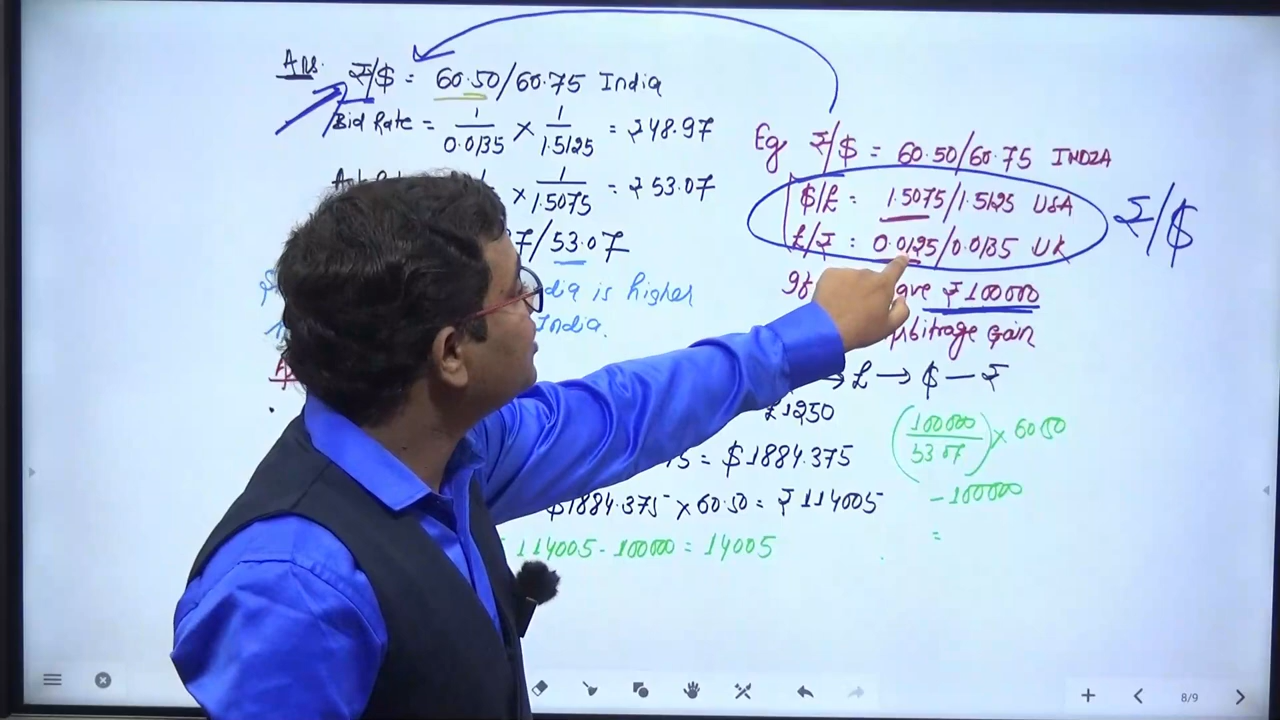 Ans. ₹/$ = 60.50/60.75 India
Bid Rate = 1/0.0135 × 1/1.5125 = ₹48.97
× 1/1.5075 = ₹53.07
/53.07
is higher
India.
Eg ₹/$ = 60.50/60.75 INDIA
$/£ = 1.5075/1.5125 USA
£/₹ = 0.0125/0.0135 UK
₹/$
₹100000
Arbitrage Gain
→ £ → $ — ₹
£1250
= $1884.375
$1884.375 × 60.50 = ₹114005
114005 - 100000 = 14005
(100000/53.07) × 60.50
- 100000
=
8/9